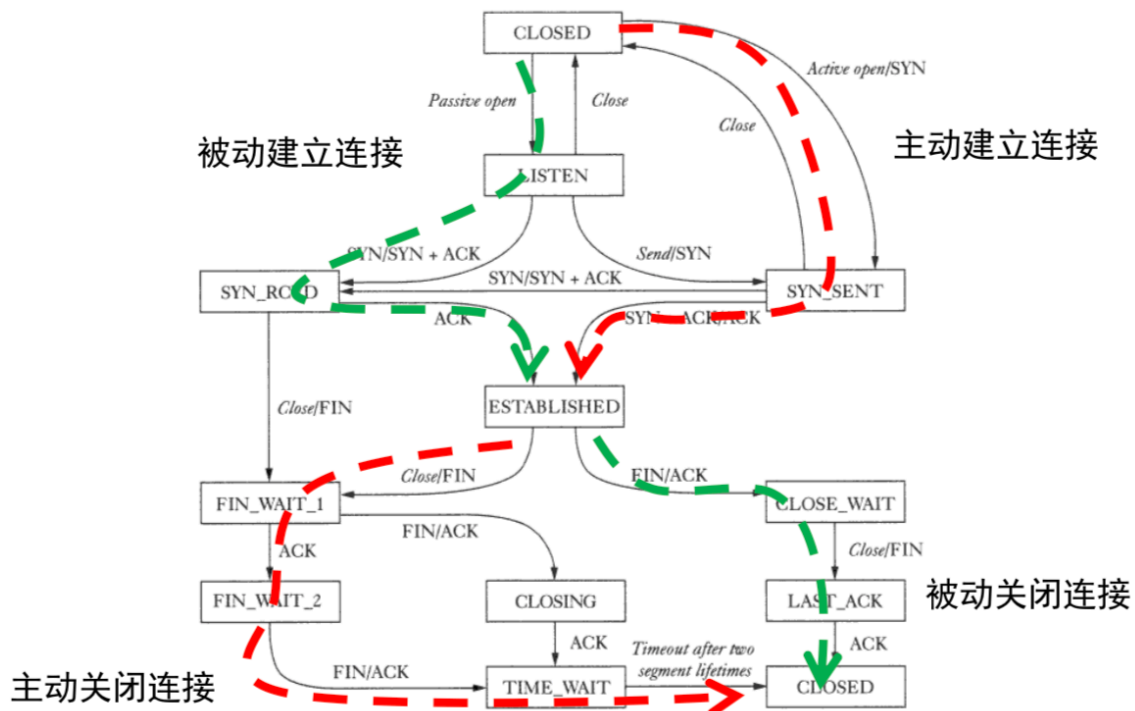 CLOSED
Active open/SYN
Passive open
Close
Close
被动建立连接
主动建立连接
LISTEN
SYN/SYN + ACK
Send/SYN
SYN/SYN + ACK
SYN_RCVD
SYN_SENT
ACK
SYN + ACK/ACK
ESTABLISHED
Close/FIN
Close/FIN
FIN/ACK
FIN_WAIT_1
CLOSE_WAIT
FIN/ACK
ACK
Close/FIN
FIN_WAIT_2
CLOSING
LAST_ACK
被动关闭连接
ACK
Timeout after two
segment lifetimes
ACK
FIN/ACK
主动关闭连接
TIME_WAIT
CLOSED